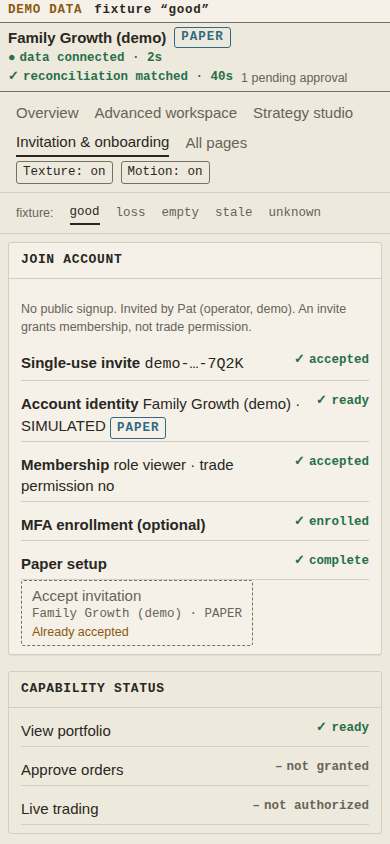 DEMO DATA fixture “good”
Family Growth (demo) PAPER
● data connected · 2s
✓ reconciliation matched · 40s 1 pending approval
Overview Advanced workspace Strategy studio
Invitation & onboarding All pages
Texture: on Motion: on
fixture: good loss empty stale unknown
JOIN ACCOUNT
No public signup. Invited by Pat (operator, demo). An invite
grants membership, not trade permission.
Single-use invite demo-…-7Q2K ✓ accepted
Account identity Family Growth (demo) · ✓ ready
SIMULATED PAPER
Membership role viewer · trade ✓ accepted
permission no
MFA enrollment (optional) ✓ enrolled
Paper setup ✓ complete
Accept invitation
Family Growth (demo) · PAPER
Already accepted
CAPABILITY STATUS
View portfolio ✓ ready
Approve orders – not granted
Live trading – not authorized